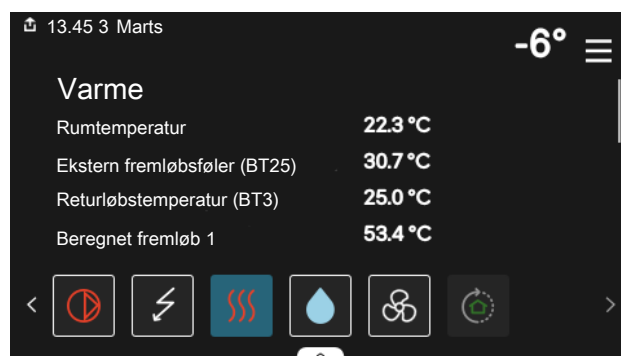 13.45 3 Marts
-6°
Varme
Rumtemperatur 22.3 °C
Ekstern fremløbsføler (BT25) 30.7 °C
Returløbstemperatur (BT3) 25.0 °C
Beregnet fremløb 1 53.4 °C